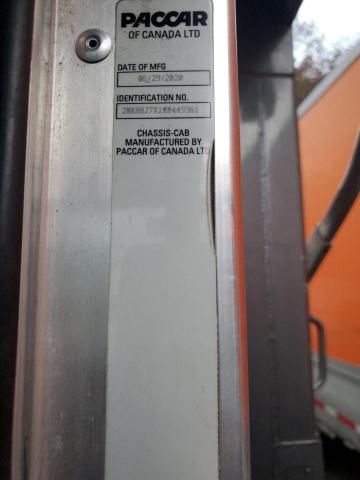 PACCAR
OF CANADA LTD
DATE OF MFG
06/29/2020
IDENTIFICATION NO.
2NKHHJ7X1MM449361
CHASSIS-CAB
MANUFACTURED BY
PACCAR OF CANADA LTD